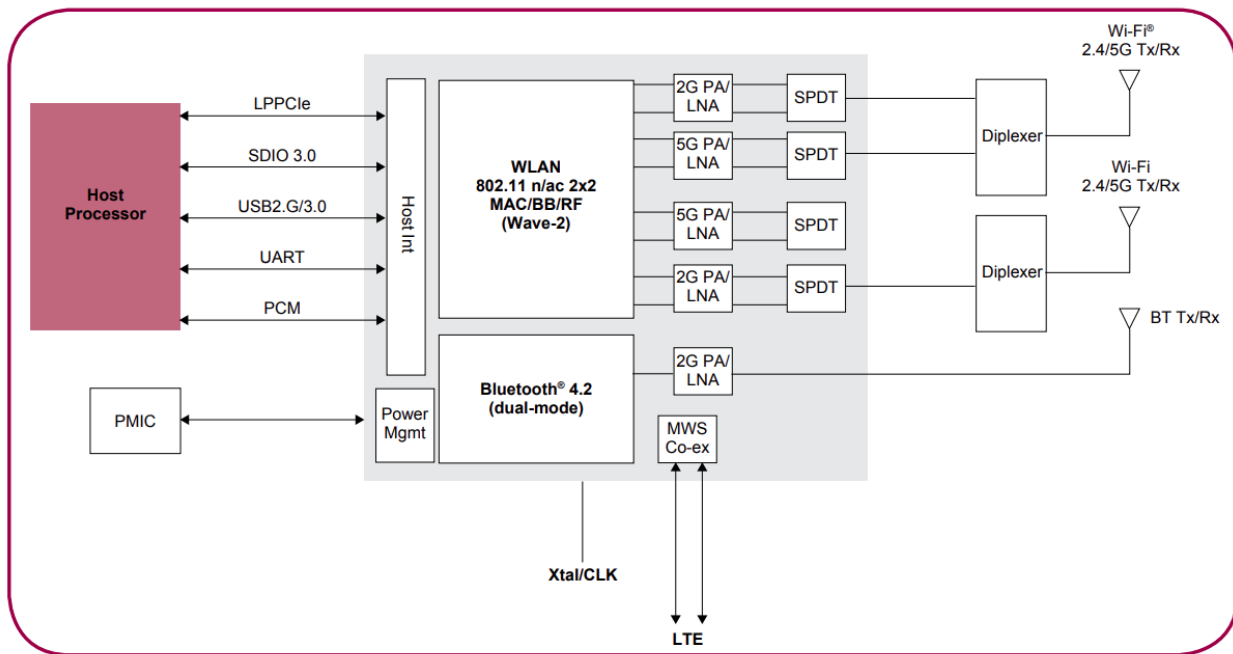 Wi-Fi®
2.4/5G Tx/Rx
LPPCIe
SDIO 3.0
USB2.G/3.0
UART
PCM
Host
Processor
Host Int
WLAN
802.11 n/ac 2x2
MAC/BB/RF
(Wave-2)
2G PA/
LNA
SPDT
5G PA/
LNA
SPDT
5G PA/
LNA
SPDT
2G PA/
LNA
SPDT
Diplexer
Wi-Fi
2.4/5G Tx/Rx
Diplexer
BT Tx/Rx
Bluetooth® 4.2
(dual-mode)
2G PA/
LNA
PMIC
Power
Mgmt
MWS
Co-ex
Xtal/CLK
LTE